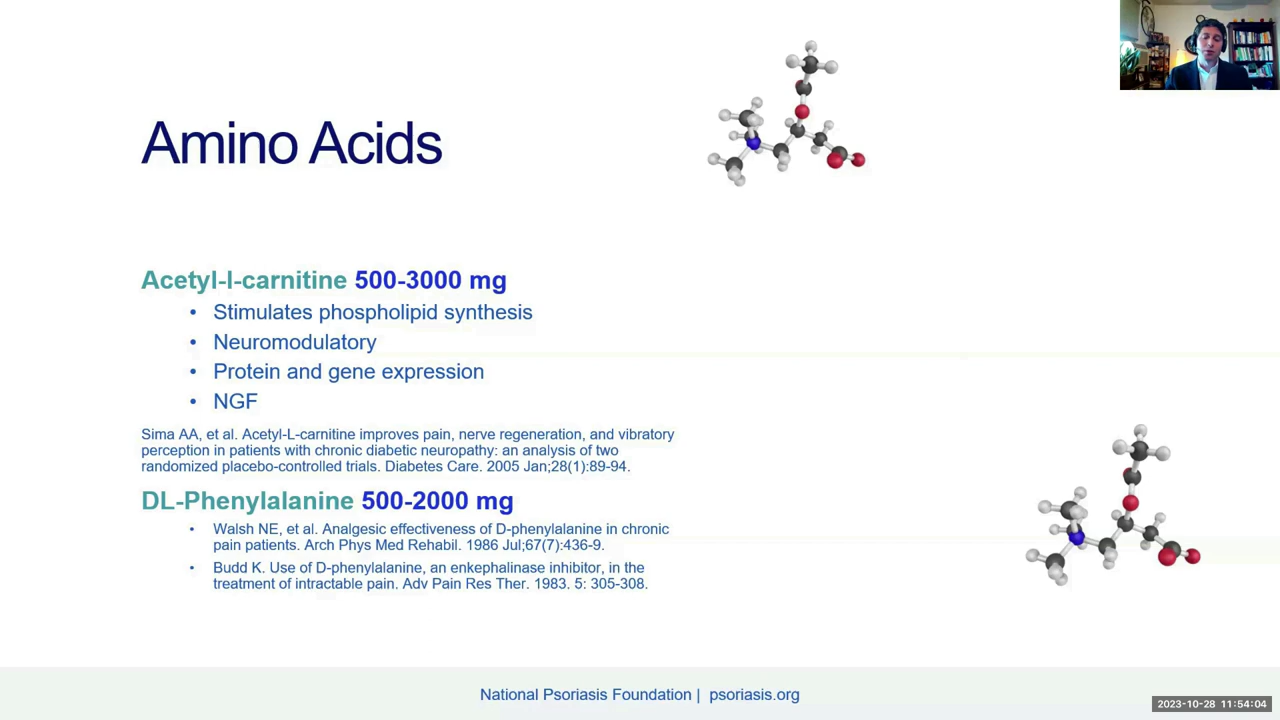 Amino Acids
Acetyl-l-carnitine 500-3000 mg
• Stimulates phospholipid synthesis
• Neuromodulatory
• Protein and gene expression
• NGF
Sima AA, et al. Acetyl-L-carnitine improves pain, nerve regeneration, and vibratory
perception in patients with chronic diabetic neuropathy: an analysis of two
randomized placebo-controlled trials. Diabetes Care. 2005 Jan;28(1):89-94.
DL-Phenylalanine 500-2000 mg
• Walsh NE, et al. Analgesic effectiveness of D-phenylalanine in chronic
pain patients. Arch Phys Med Rehabil. 1986 Jul;67(7):436-9.
• Budd K. Use of D-phenylalanine, an enkephalinase inhibitor, in the
treatment of intractable pain. Adv Pain Res Ther. 1983. 5: 305-308.
National Psoriasis Foundation | psoriasis.org
2023-10-28 11:54:04